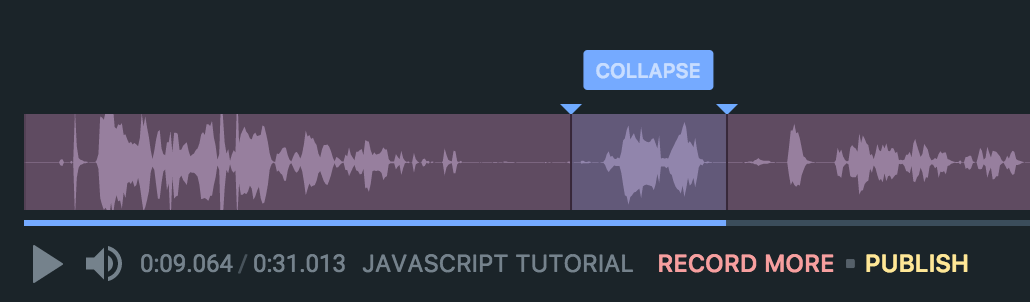 COLLAPSE
0:09.064 / 0:31.013 JAVASCRIPT TUTORIAL RECORD MORE ■ PUBLISH